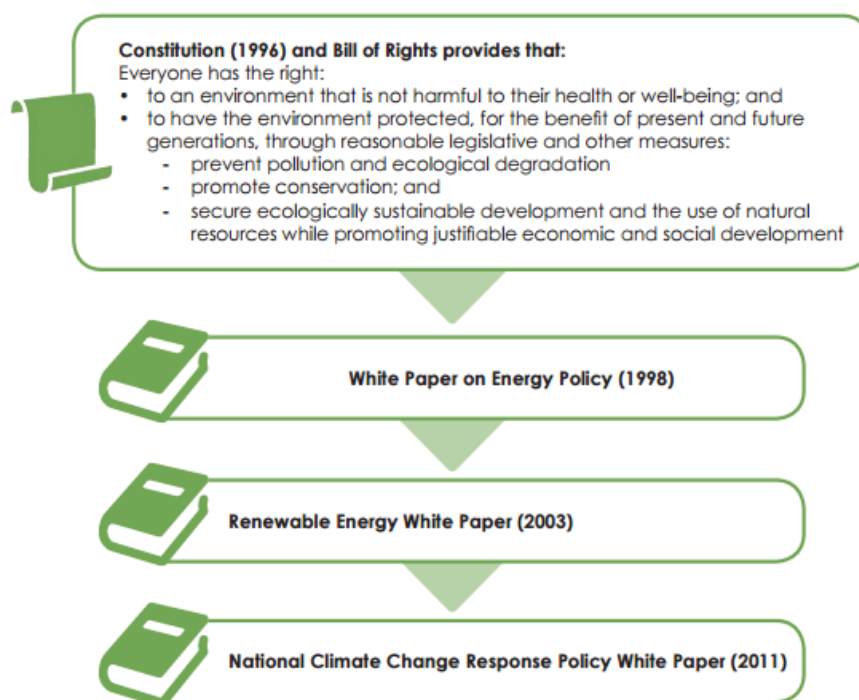 Constitution (1996) and Bill of Rights provides that:
Everyone has the right:
• to an environment that is not harmful to their health or well-being; and
• to have the environment protected, for the benefit of present and future
generations, through reasonable legislative and other measures:
- prevent pollution and ecological degradation
- promote conservation; and
- secure ecologically sustainable development and the use of natural
resources while promoting justifiable economic and social development
White Paper on Energy Policy (1998)
Renewable Energy White Paper (2003)
National Climate Change Response Policy White Paper (2011)